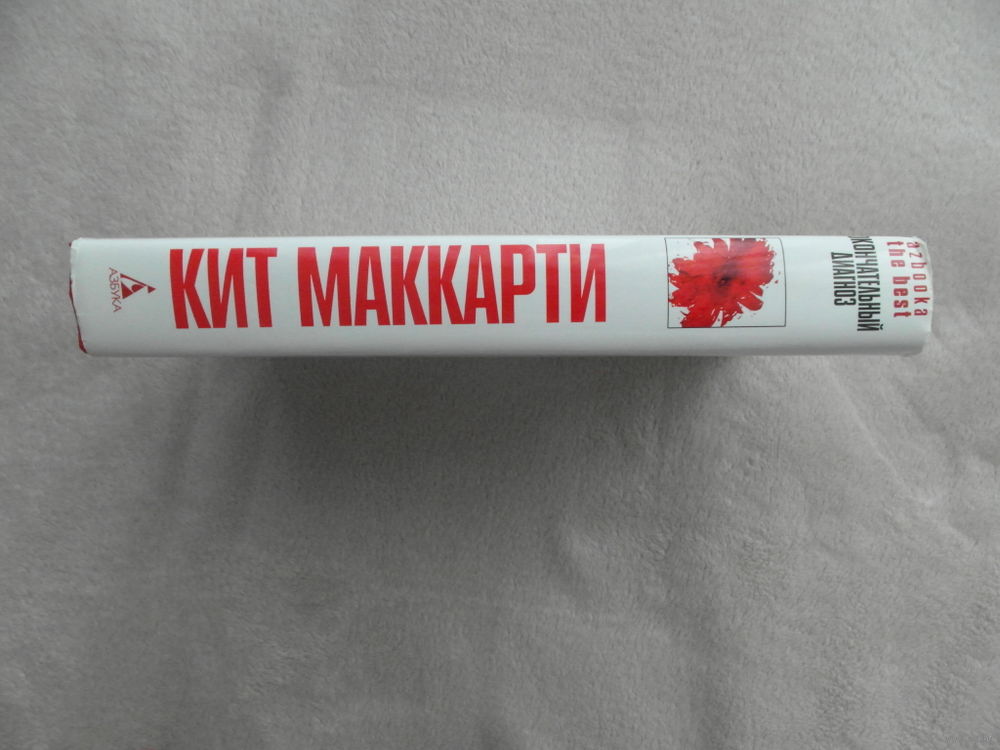 КИТ МАККАРТИ
ОКОНЧАТЕЛЬНЫЙ
ДИАГНОЗ
azbooka
the best
АЗБУКА